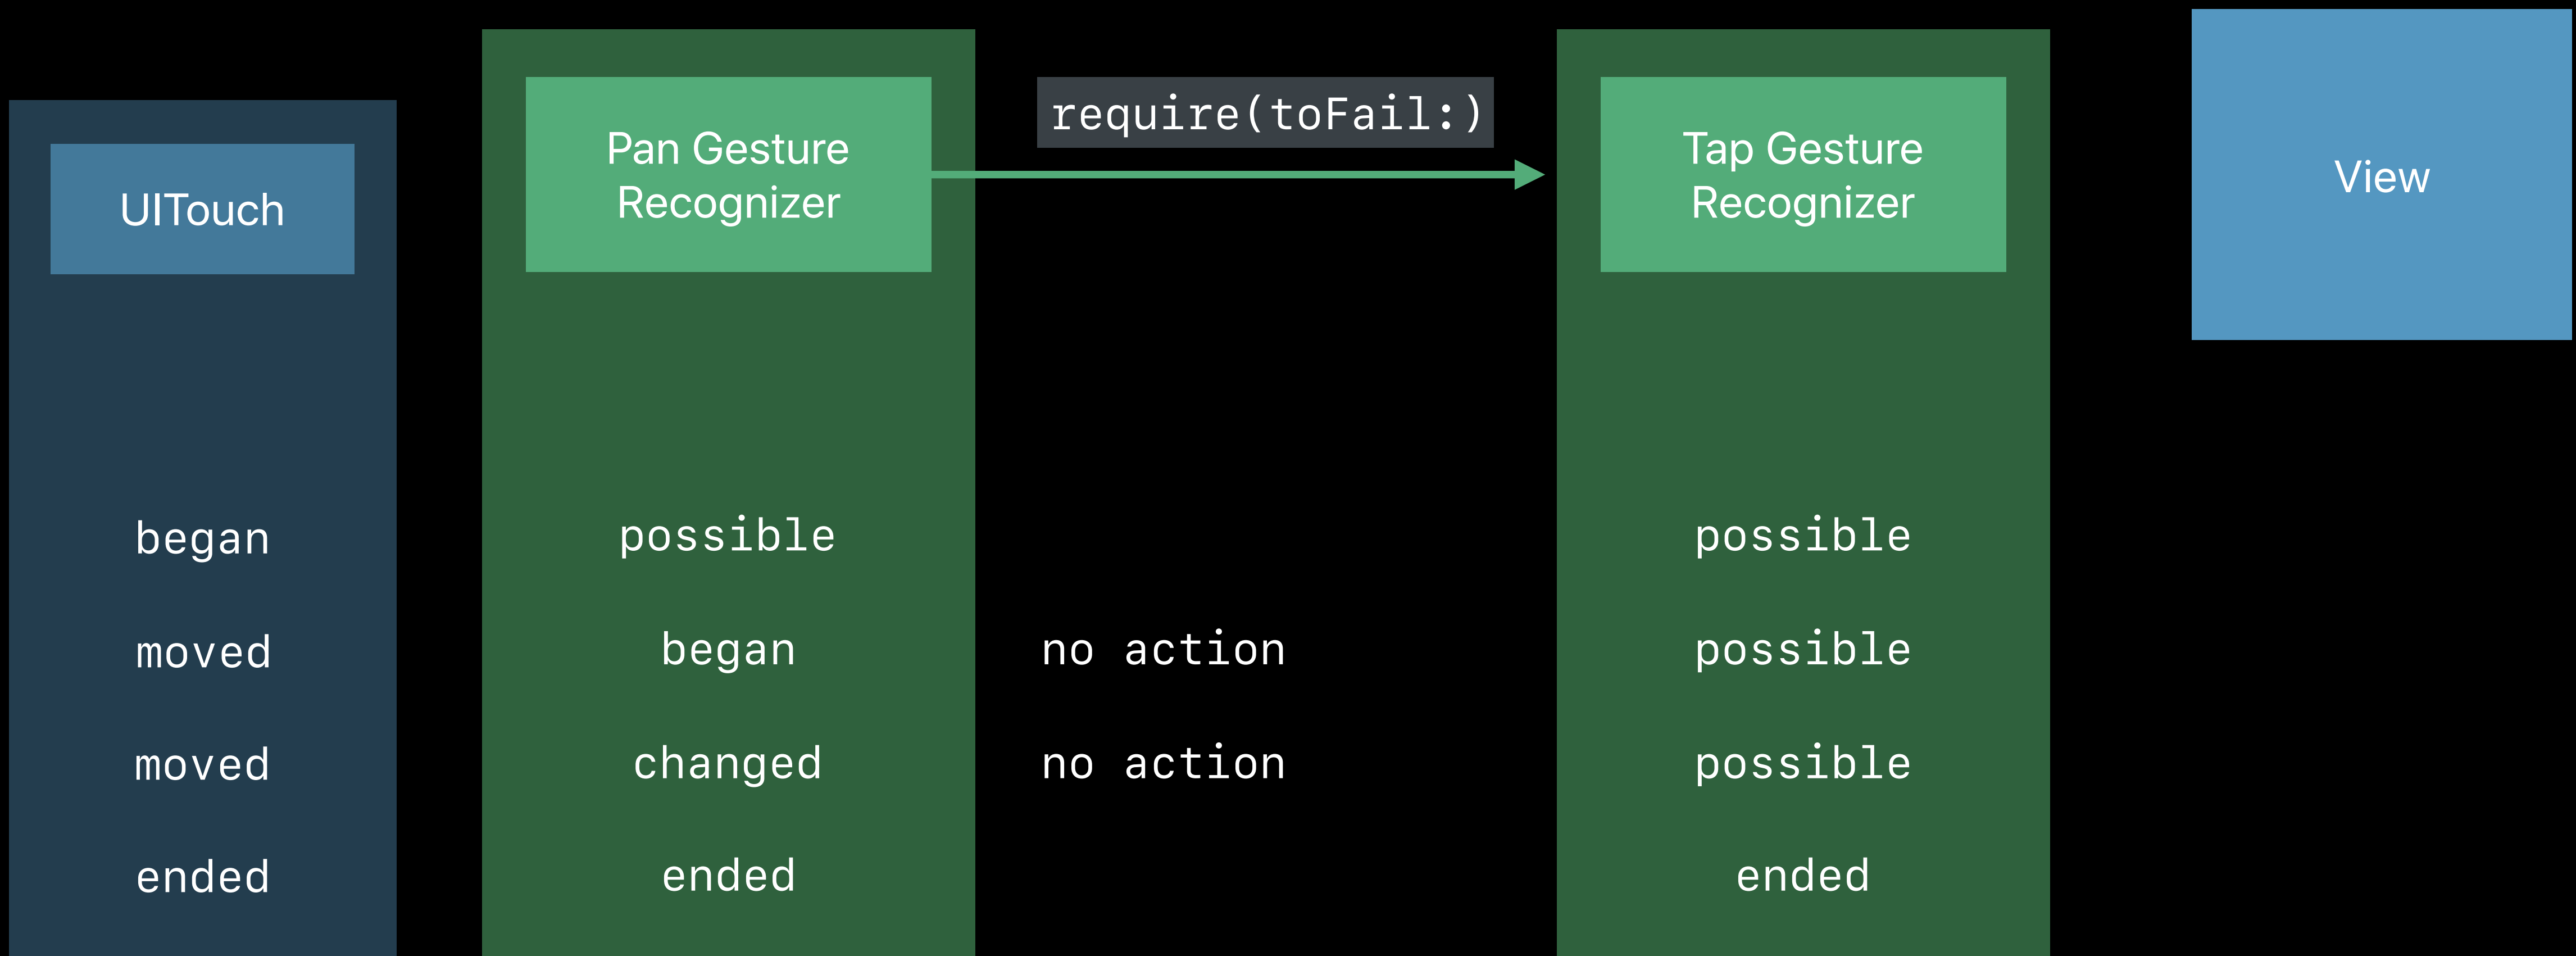 UITouch
Pan Gesture
Recognizer
require(toFail:)
Tap Gesture
Recognizer
View
began
possible
possible
moved
began
no action
possible
moved
changed
no action
possible
ended
ended
ended